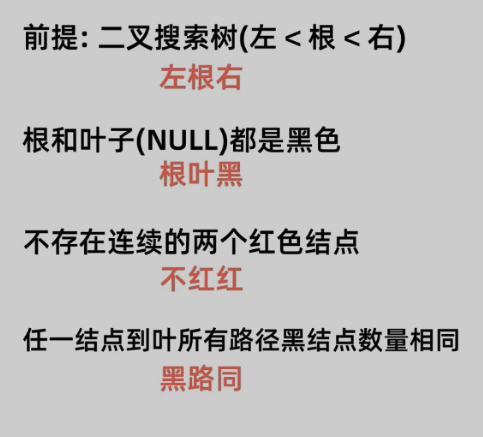 前提: 二叉搜索树(左 < 根 < 右)
左根右
根和叶子(NULL)都是黑色
根叶黑
不存在连续的两个红色结点
不红红
任一结点到叶所有路径黑结点数量相同
黑路同